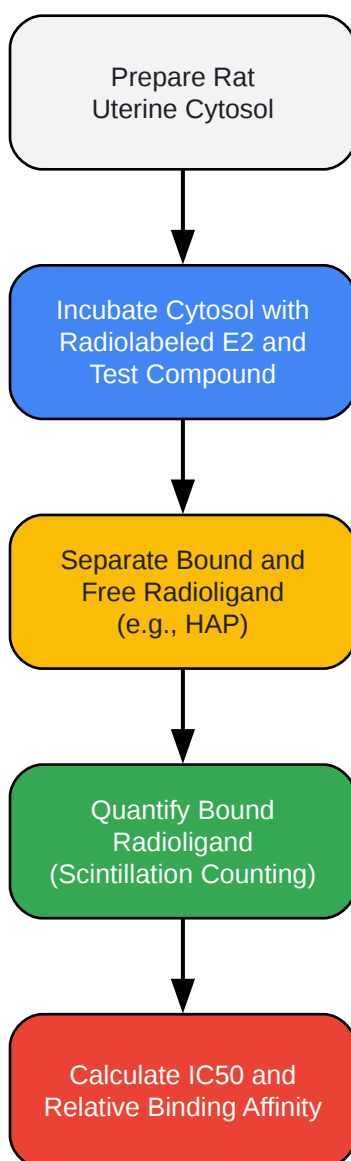 Prepare Rat
Uterine Cytosol
Incubate Cytosol with
Radiolabeled E2 and
Test Compound
Separate Bound and
Free Radioligand
(e.g., HAP)
Quantify Bound
Radioligand
(Scintillation Counting)
Calculate IC50 and
Relative Binding Affinity